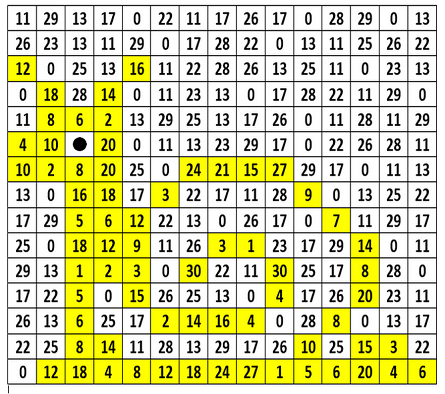 11 29 13 17 0 22 11 17 26 17 0 28 29 0 13
26 23 13 11 29 0 17 28 22 0 13 11 25 26 22
12 0 25 13 16 11 22 28 26 13 25 11 0 23 13
0 18 28 14 0 11 23 13 0 17 28 22 11 29 0
11 8 6 2 13 29 25 13 17 26 0 11 28 11 29
4 10 20 0 11 13 23 29 17 0 22 26 28 11
10 2 8 20 25 0 24 21 15 27 29 17 0 11 13
13 0 16 18 17 3 22 17 11 28 9 0 13 25 22
17 29 5 6 12 22 13 0 26 17 0 7 11 29 17
25 0 18 12 9 11 26 3 1 23 17 29 14 0 11
29 13 1 2 3 0 30 22 11 30 25 17 8 28 0
17 22 5 0 15 26 25 13 0 4 17 26 20 23 11
26 13 6 25 17 2 14 16 4 0 28 8 0 13 17
22 25 8 14 11 28 13 29 17 26 10 25 15 3 22
0 12 18 4 8 12 18 24 27 1 5 6 20 4 6